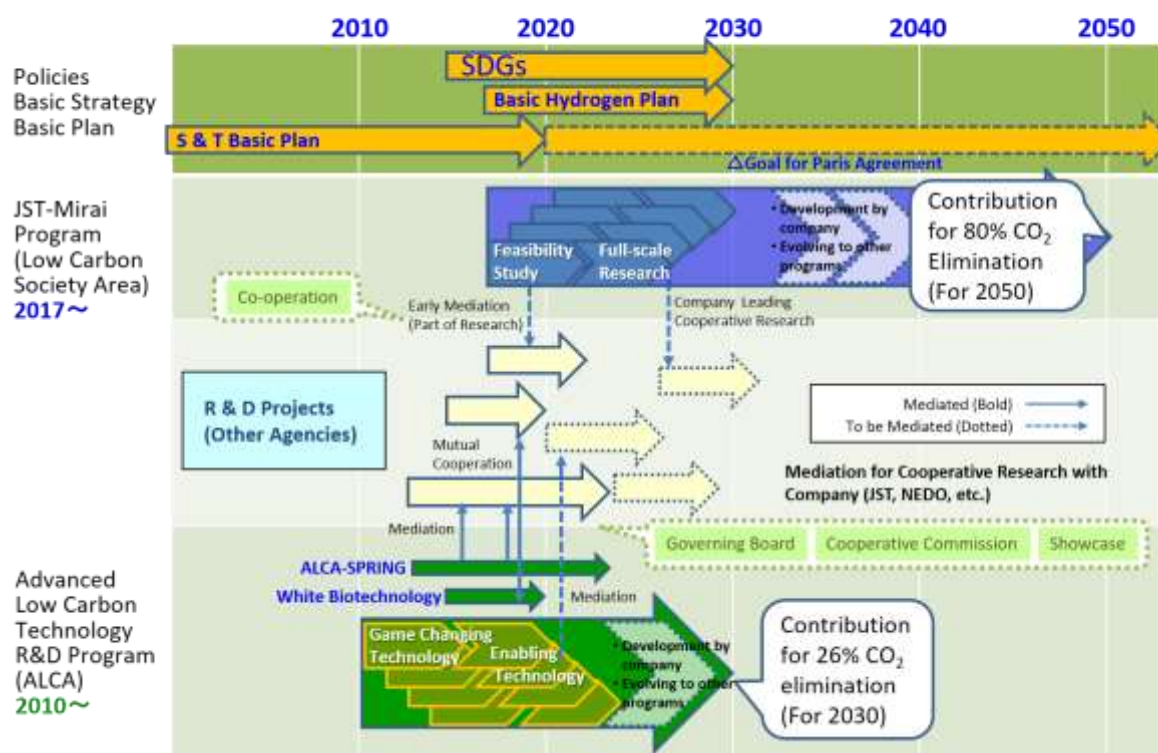 2010 2020 2030 2040 2050
Policies
Basic Strategy
Basic Plan
SDGs
Basic Hydrogen Plan
S & T Basic Plan
△Goal for Paris Agreement
JST-Mirai
Program
(Low Carbon
Society Area)
2017～
Feasibility
Study
Full-scale
Research
• Development by
company
• Evolving to other
programs
Contribution
for 80% CO₂
Elimination
(For 2050)
Co-operation
Early Mediation
(Part of Research)
Company Leading
Cooperative Research
R & D Projects
(Other Agencies)
Mutual
Cooperation
Mediated (Bold)
To be Mediated (Dotted)
Mediation for Cooperative Research with
Company (JST, NEDO, etc.)
Mediation
Governing Board
Cooperative Commission
Showcase
Advanced
Low Carbon
Technology
R&D Program
(ALCA)
2010～
ALCA-SPRING
White Biotechnology
Mediation
Game Changing
Technology
Enabling
Technology
• Development by
company
• Evolving to other
programs
Contribution
for 26% CO₂
elimination
(For 2030)